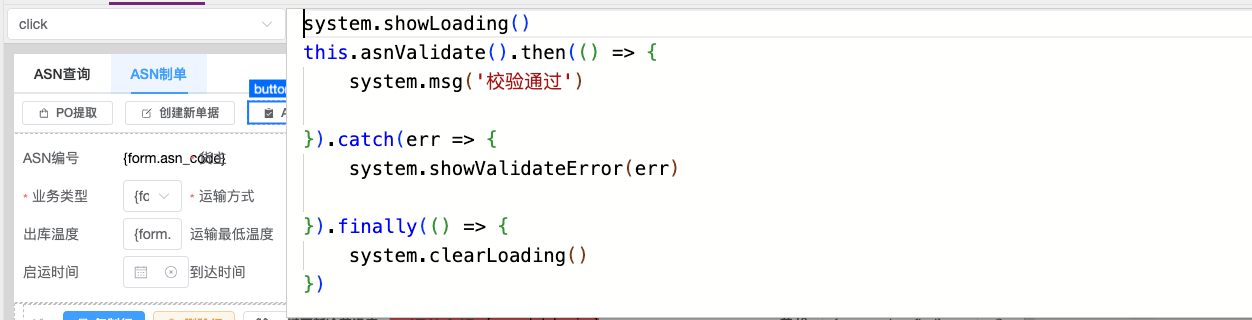 click
system.showLoading()
this.asnValidate().then(() => {
system.msg('校验通过')
}).catch(err => {
system.showValidateError(err)
}).finally(() => {
system.clearLoading()
})
ASN查询 ASN制单
button
PO提取 创建新单据
ASN编号 {form.asn_code}
* 业务类型 {fc * 运输方式
出库温度 {form. 运输最低温度
启运时间 到达时间